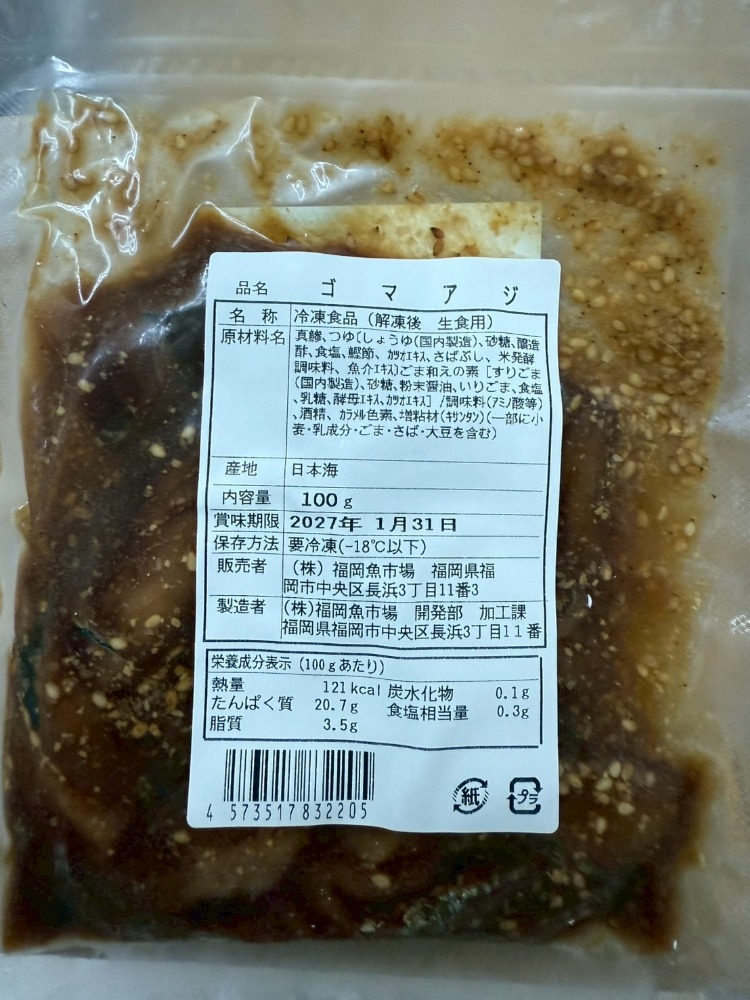 品名 ゴマアジ
名称 冷凍食品（解凍後 生食用）
原材料名 真鯵、つゆ〔しょうゆ(国内製造)、砂糖、醸造
酢、食塩、鰹節、カツオエキス、さばぶし、米発酵
調味料、魚介エキス〕ごま和えの素［すりごま
(国内製造)、砂糖、粉末醤油、いりごま、食塩
、乳糖、酵母エキス、カツオエキス］/調味料(アミノ酸等)
、酒精、カラメル色素、増粘材(キサンタン)(一部に小
麦・乳成分・ごま・さば・大豆を含む)
産地 日本海
内容量 100g
賞味期限 2027年 1月31日
保存方法 要冷凍(-18℃以下)
販売者 （株）福岡魚市場 福岡県福
岡市中央区長浜3丁目11番3
製造者 (株)福岡魚市場 開発部 加工課
福岡県福岡市中央区長浜3丁目11番
栄養成分表示（100gあたり）
熱量 121kcal 炭水化物 0.1g
たんぱく質 20.7g 食塩相当量 0.3g
脂質 3.5g
4 573517 832205
紙 プラ